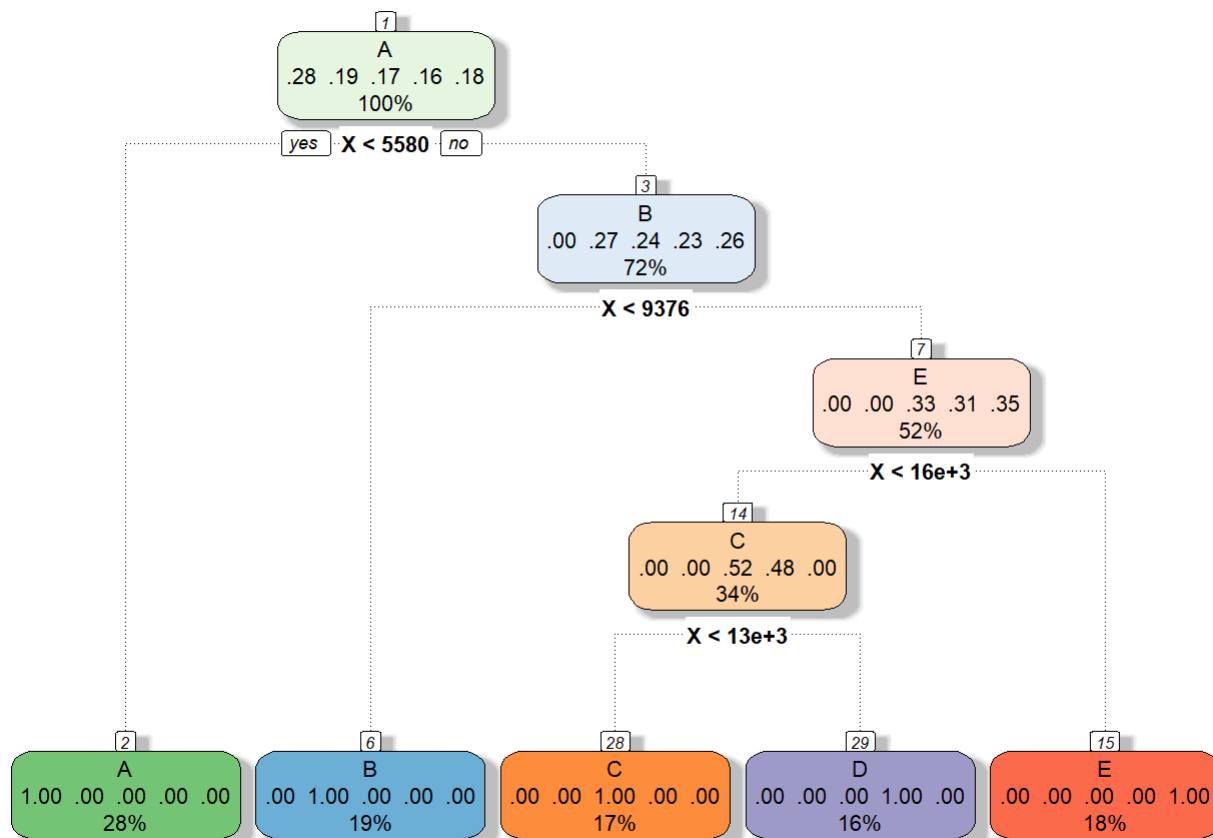 1
A
.28 .19 .17 .16 .18
100%
yes X < 5580 no
3
B
.00 .27 .24 .23 .26
72%
X < 9376
7
E
.00 .00 .33 .31 .35
52%
X < 16e+3
14
C
.00 .00 .52 .48 .00
34%
X < 13e+3
2
A
1.00 .00 .00 .00 .00
28%
6
B
.00 1.00 .00 .00 .00
19%
28
C
.00 .00 1.00 .00 .00
17%
29
D
.00 .00 .00 1.00 .00
16%
15
E
.00 .00 .00 .00 1.00
18%